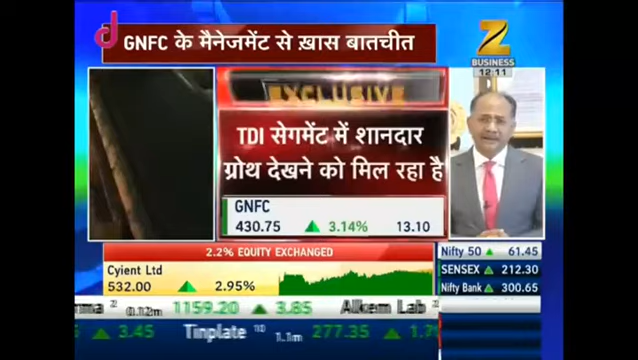 GNFC के मैनेजमेंट से ख़ास बातचीत
Z
BUSINESS
12:11
EXCLUSIVE
TDI सेगमेंट में शानदार
ग्रोथ देखने को मिल रहा है
GNFC
430.75 ▲ 3.14% 13.10
2.2% EQUITY EXCHANGED
Cyient Ltd
532.00 ▲ 2.95%
Nifty 50 ▲ 61.45
SENSEX ▲ 212.30
Nifty Bank ▲ 300.65
1159.20 ▲ 3.85 Alkem Lab
▲ 3.45 Tinplate 1.1m 277.35 ▲